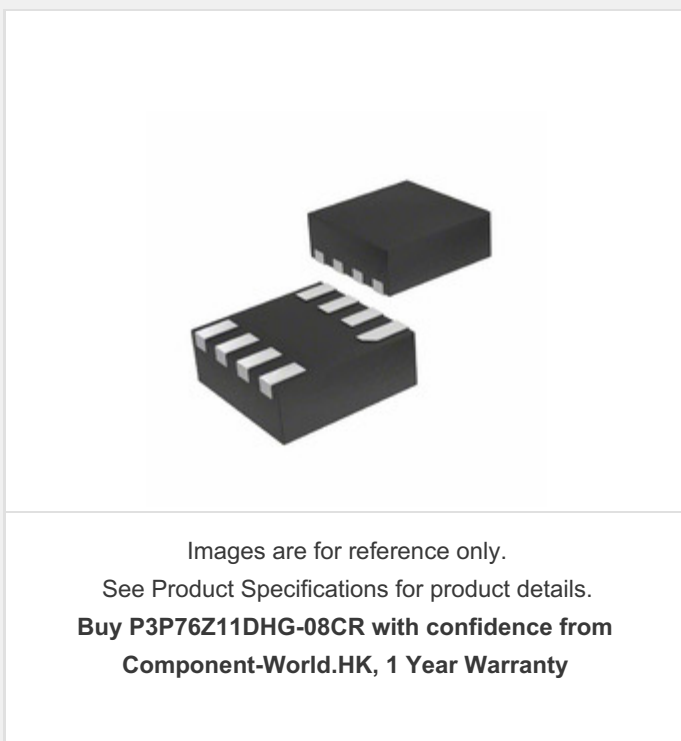 Images are for reference only.
See Product Specifications for product details.
Buy P3P76Z11DHG-08CR with confidence from
Component-World.HK, 1 Year Warranty